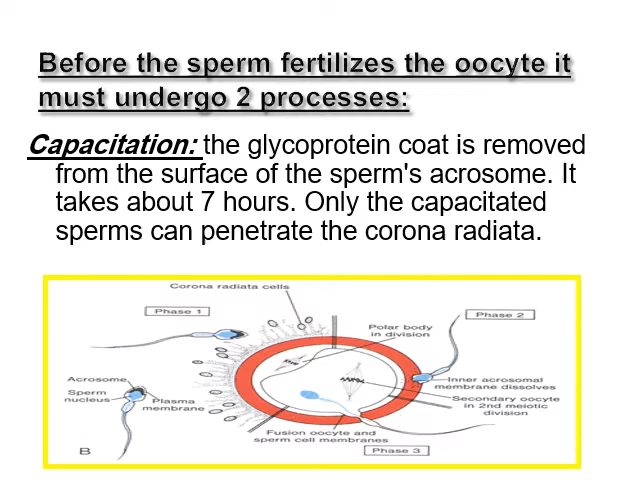 Before the sperm fertilizes the oocyte it
must undergo 2 processes:
Capacitation: the glycoprotein coat is removed
from the surface of the sperm's acrosome. It
takes about 7 hours. Only the capacitated
sperms can penetrate the corona radiata.
Corona radiata cells
Phase 1
Phase 2
Polar body
in division
Acrosome
Sperm
nucleus
Plasma
membrane
Inner acrosomal
membrane dissolves
Secondary oocyte
in 2nd meiotic
division
Fusion oocyte and
sperm cell membranes
Phase 3
B